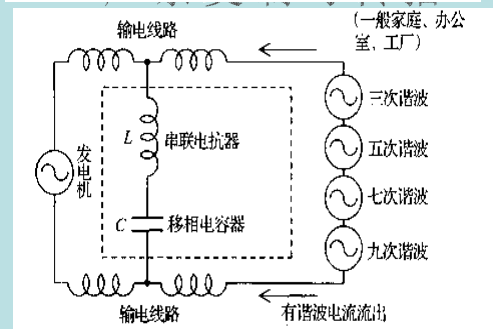 (一般家庭、办公
室,工厂)
输电线路
三次谐波
L 串联电抗器
五次谐波
发电机
七次谐波
C 移相电容器
九次谐波
输电线路
有谐波电流流出